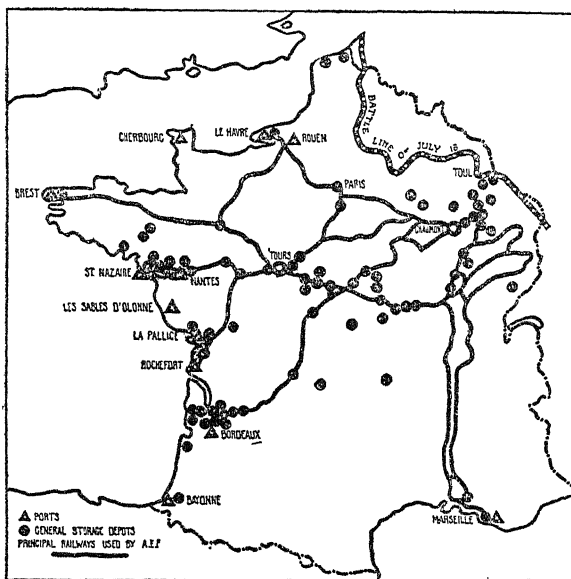 CHERBOURG
LE HAVRE
ROUEN
BATTLE LINE OF JULY 18
TOUL
BREST
PARIS
CHAUMONT
TOURS
ST NAZAIRE
NANTES
LES SABLES D'OLONNE
LA PALLICE
ROCHEFORT
BORDEAUX
BAYONNE
MARSEILLE
PORTS
GENERAL STORAGE DEPOTS
PRINCIPAL RAILWAYS USED BY A.E.F